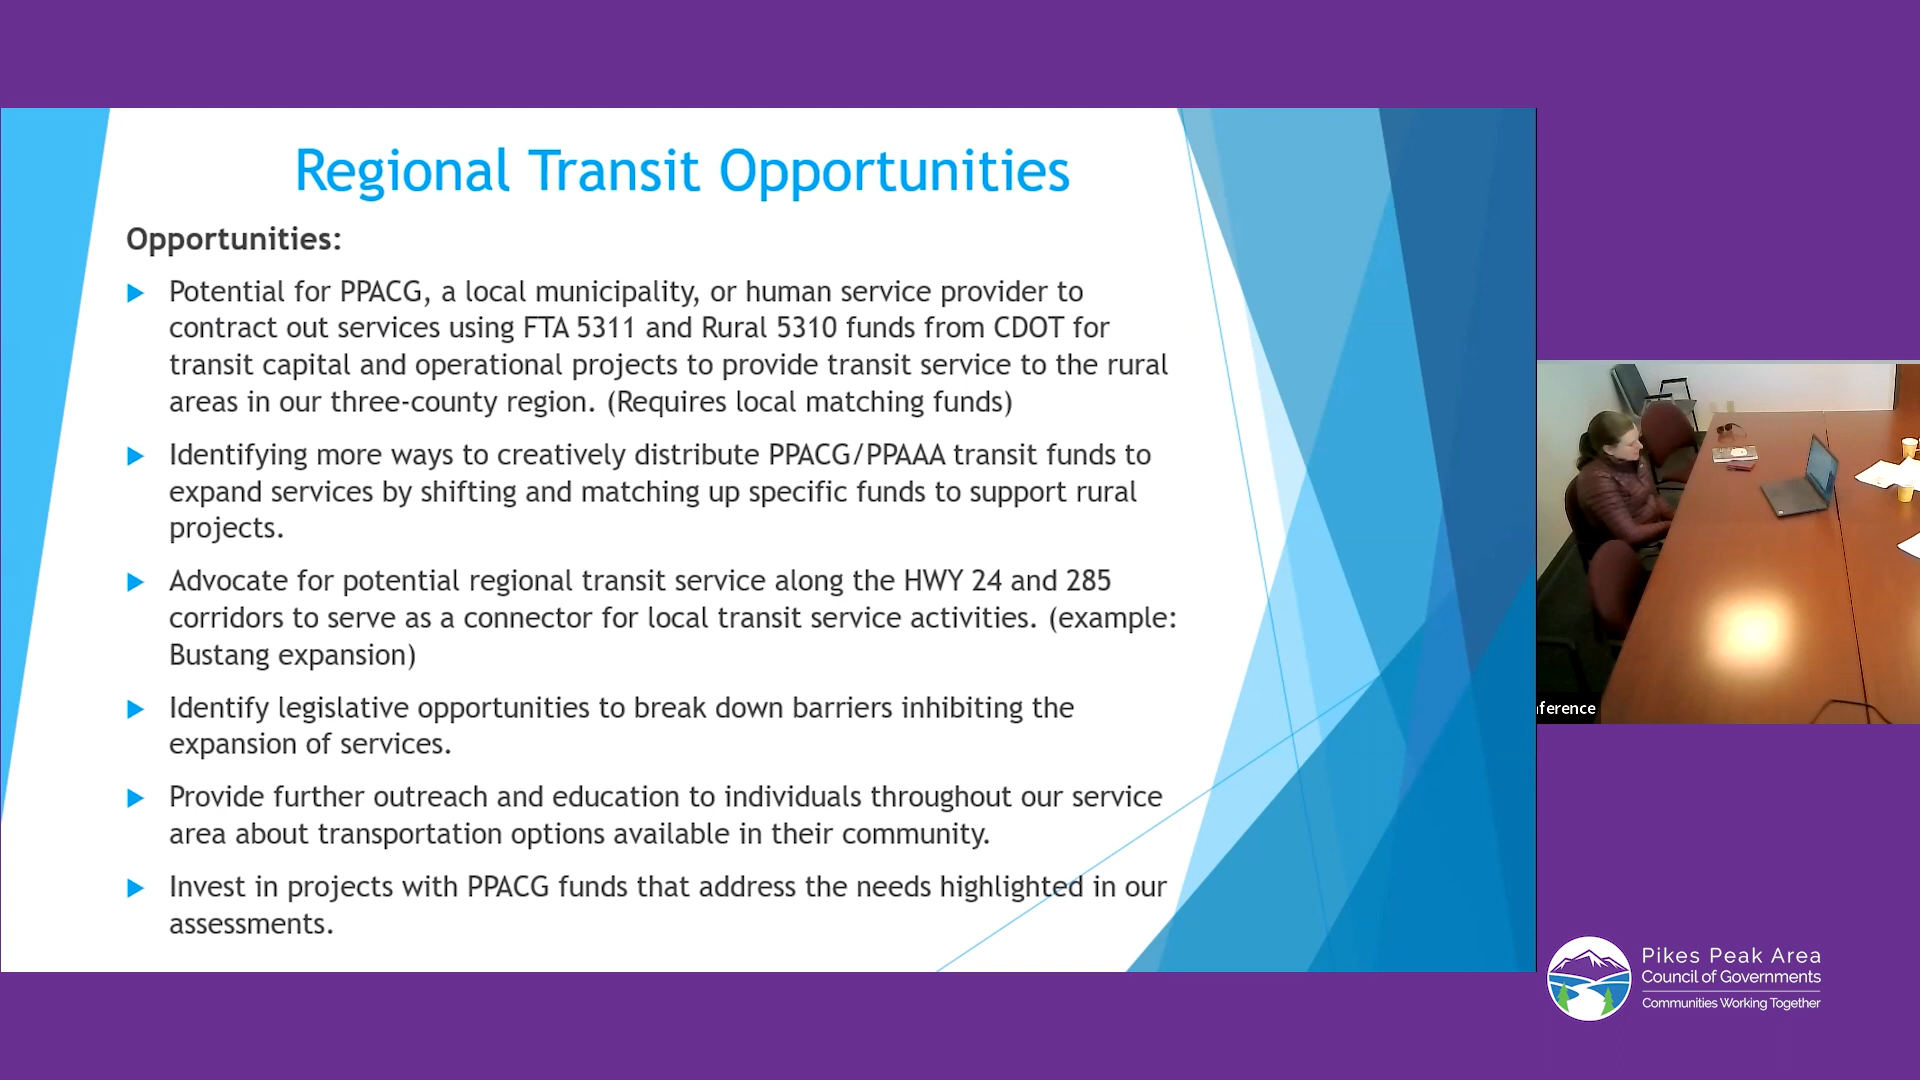 Regional Transit Opportunities
Opportunities:
Potential for PPACG, a local municipality, or human service provider to
contract out services using FTA 5311 and Rural 5310 funds from CDOT for
transit capital and operational projects to provide transit service to the rural
areas in our three-county region. (Requires local matching funds)
Identifying more ways to creatively distribute PPACG/PPAAA transit funds to
expand services by shifting and matching up specific funds to support rural
projects.
Advocate for potential regional transit service along the HWY 24 and 285
corridors to serve as a connector for local transit service activities. (example:
Bustang expansion)
Identify legislative opportunities to break down barriers inhibiting the
expansion of services.
Provide further outreach and education to individuals throughout our service
area about transportation options available in their community.
Invest in projects with PPACG funds that address the needs highlighted in our
assessments.
ference
Pikes Peak Area
Council of Governments
Communities Working Together